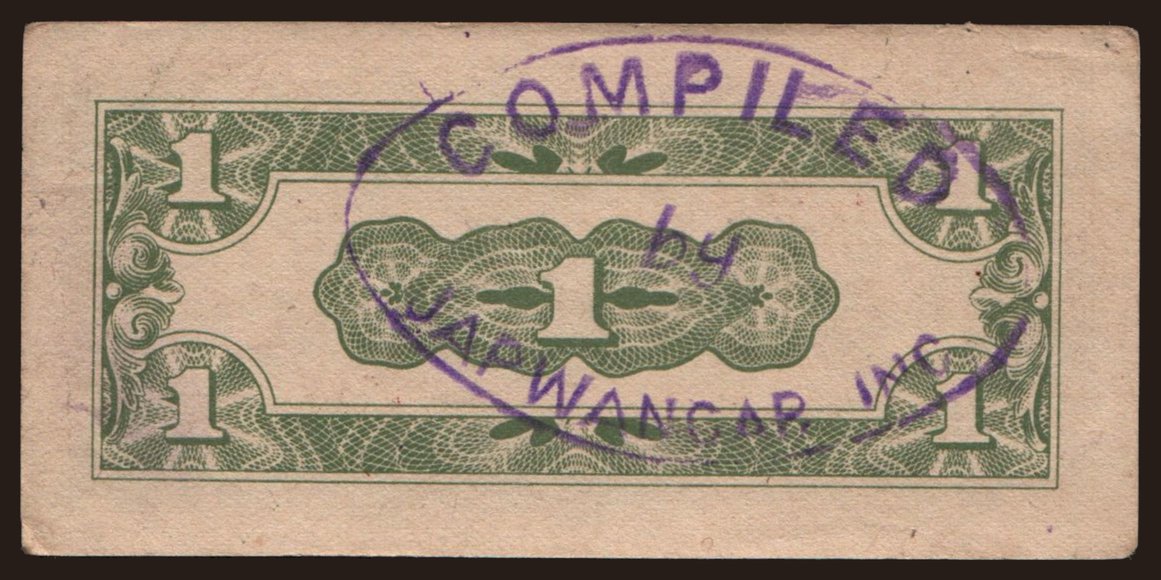 COMPILED
1 1
by
1
JAPWANCAP. INC
1 1